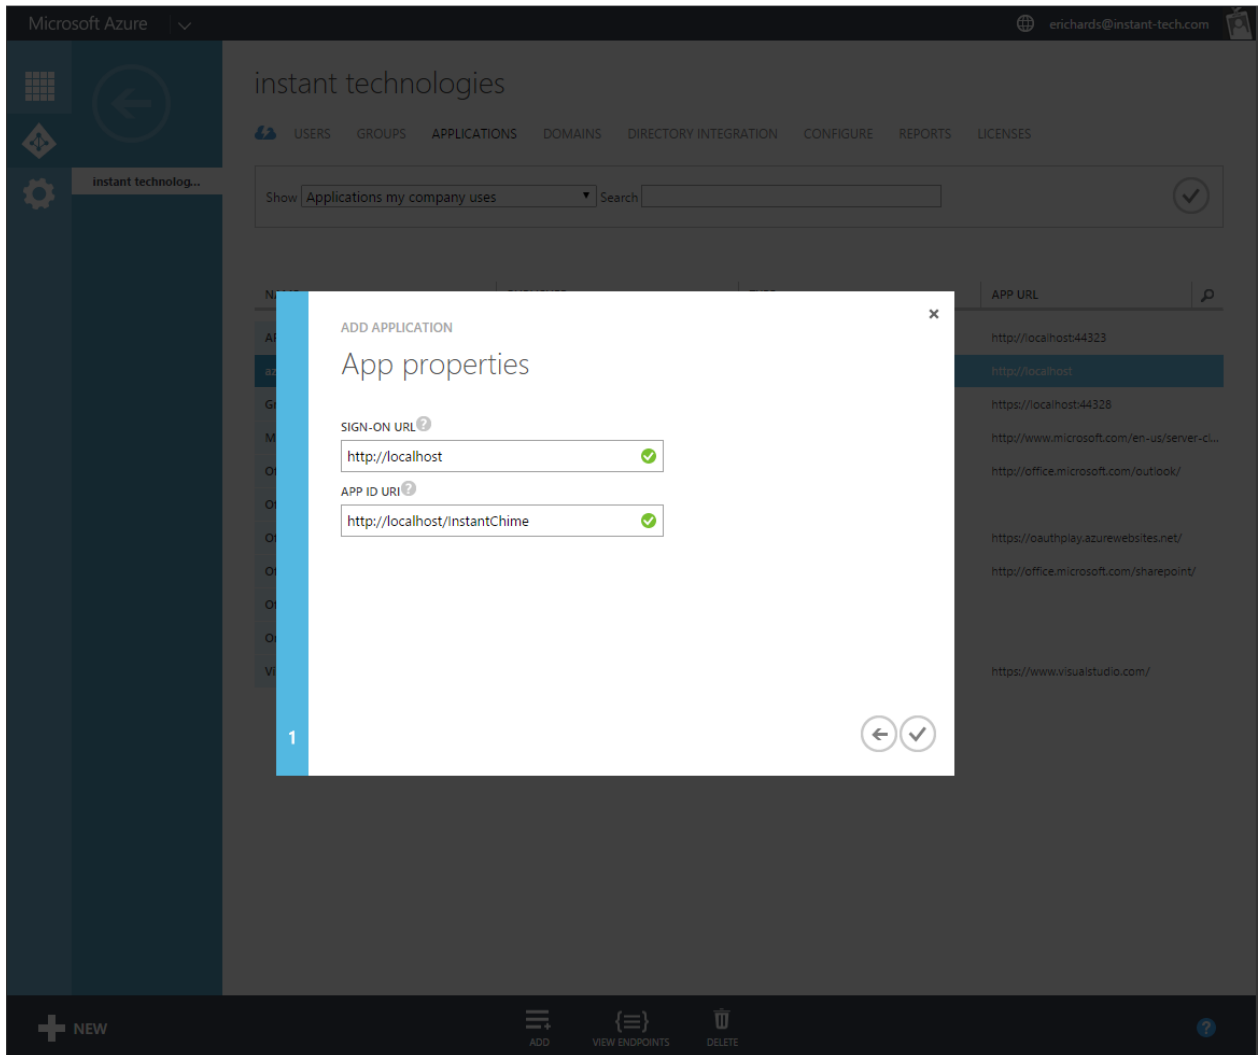 Microsoft Azure
erichards@instant-tech.com
instant technologies
USERS GROUPS APPLICATIONS DOMAINS DIRECTORY INTEGRATION CONFIGURE REPORTS LICENSES
instant technolog...
Show Applications my company uses Search
APP URL
ADD APPLICATION
http://localhost:44323
App properties
http://localhost
https://localhost:44328
SIGN-ON URL
http://www.microsoft.com/en-us/server-cl...
http://localhost
http://office.microsoft.com/outlook/
APP ID URI
http://localhost/InstantChime
https://oauthplay.azurewebsites.net/
http://office.microsoft.com/sharepoint/
https://www.visualstudio.com/
1
NEW
ADD VIEW ENDPOINTS DELETE